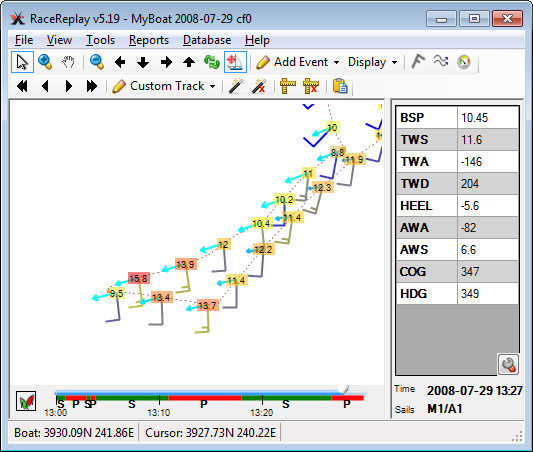 RaceReplay v5.19 - MyBoat 2008-07-29 cf0
File View Tools Reports Database Help
Add Event Display
Custom Track
10
8.8
11.9
11
12.3
10.2
11.4
10.4
12
12.2
13.9
15.8
11.4
9.5
13.4
13.7
BSP 10.45
TWS 11.6
TWA -146
TWD 204
HEEL -5.6
AWA -82
AWS 6.6
COG 347
HDG 349
S P S P S P S P
13:00 13:10 13:20
Time 2008-07-29 13:27
Sails M1/A1
Boat: 3930.09N 241.86E Cursor: 3927.73N 240.22E